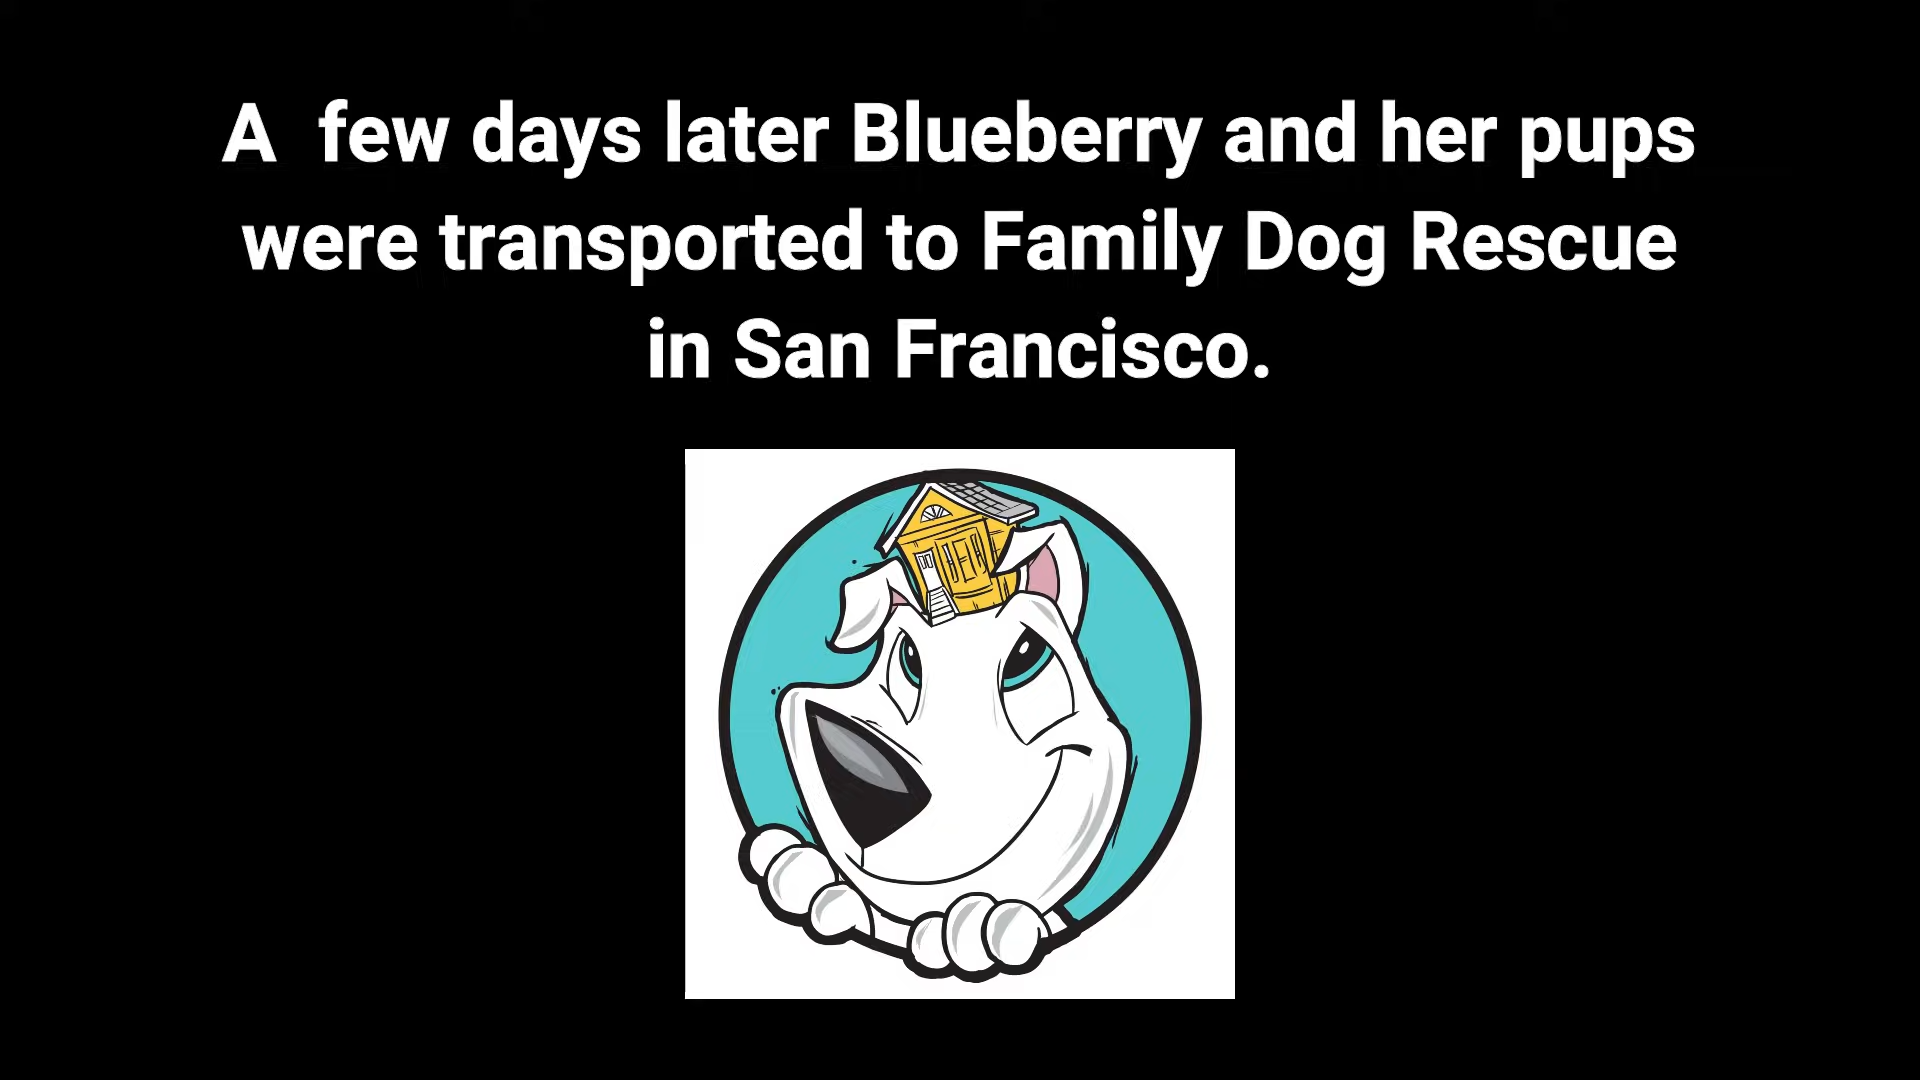 A  few days later Blueberry and her pups
were transported to Family Dog Rescue
in San Francisco.